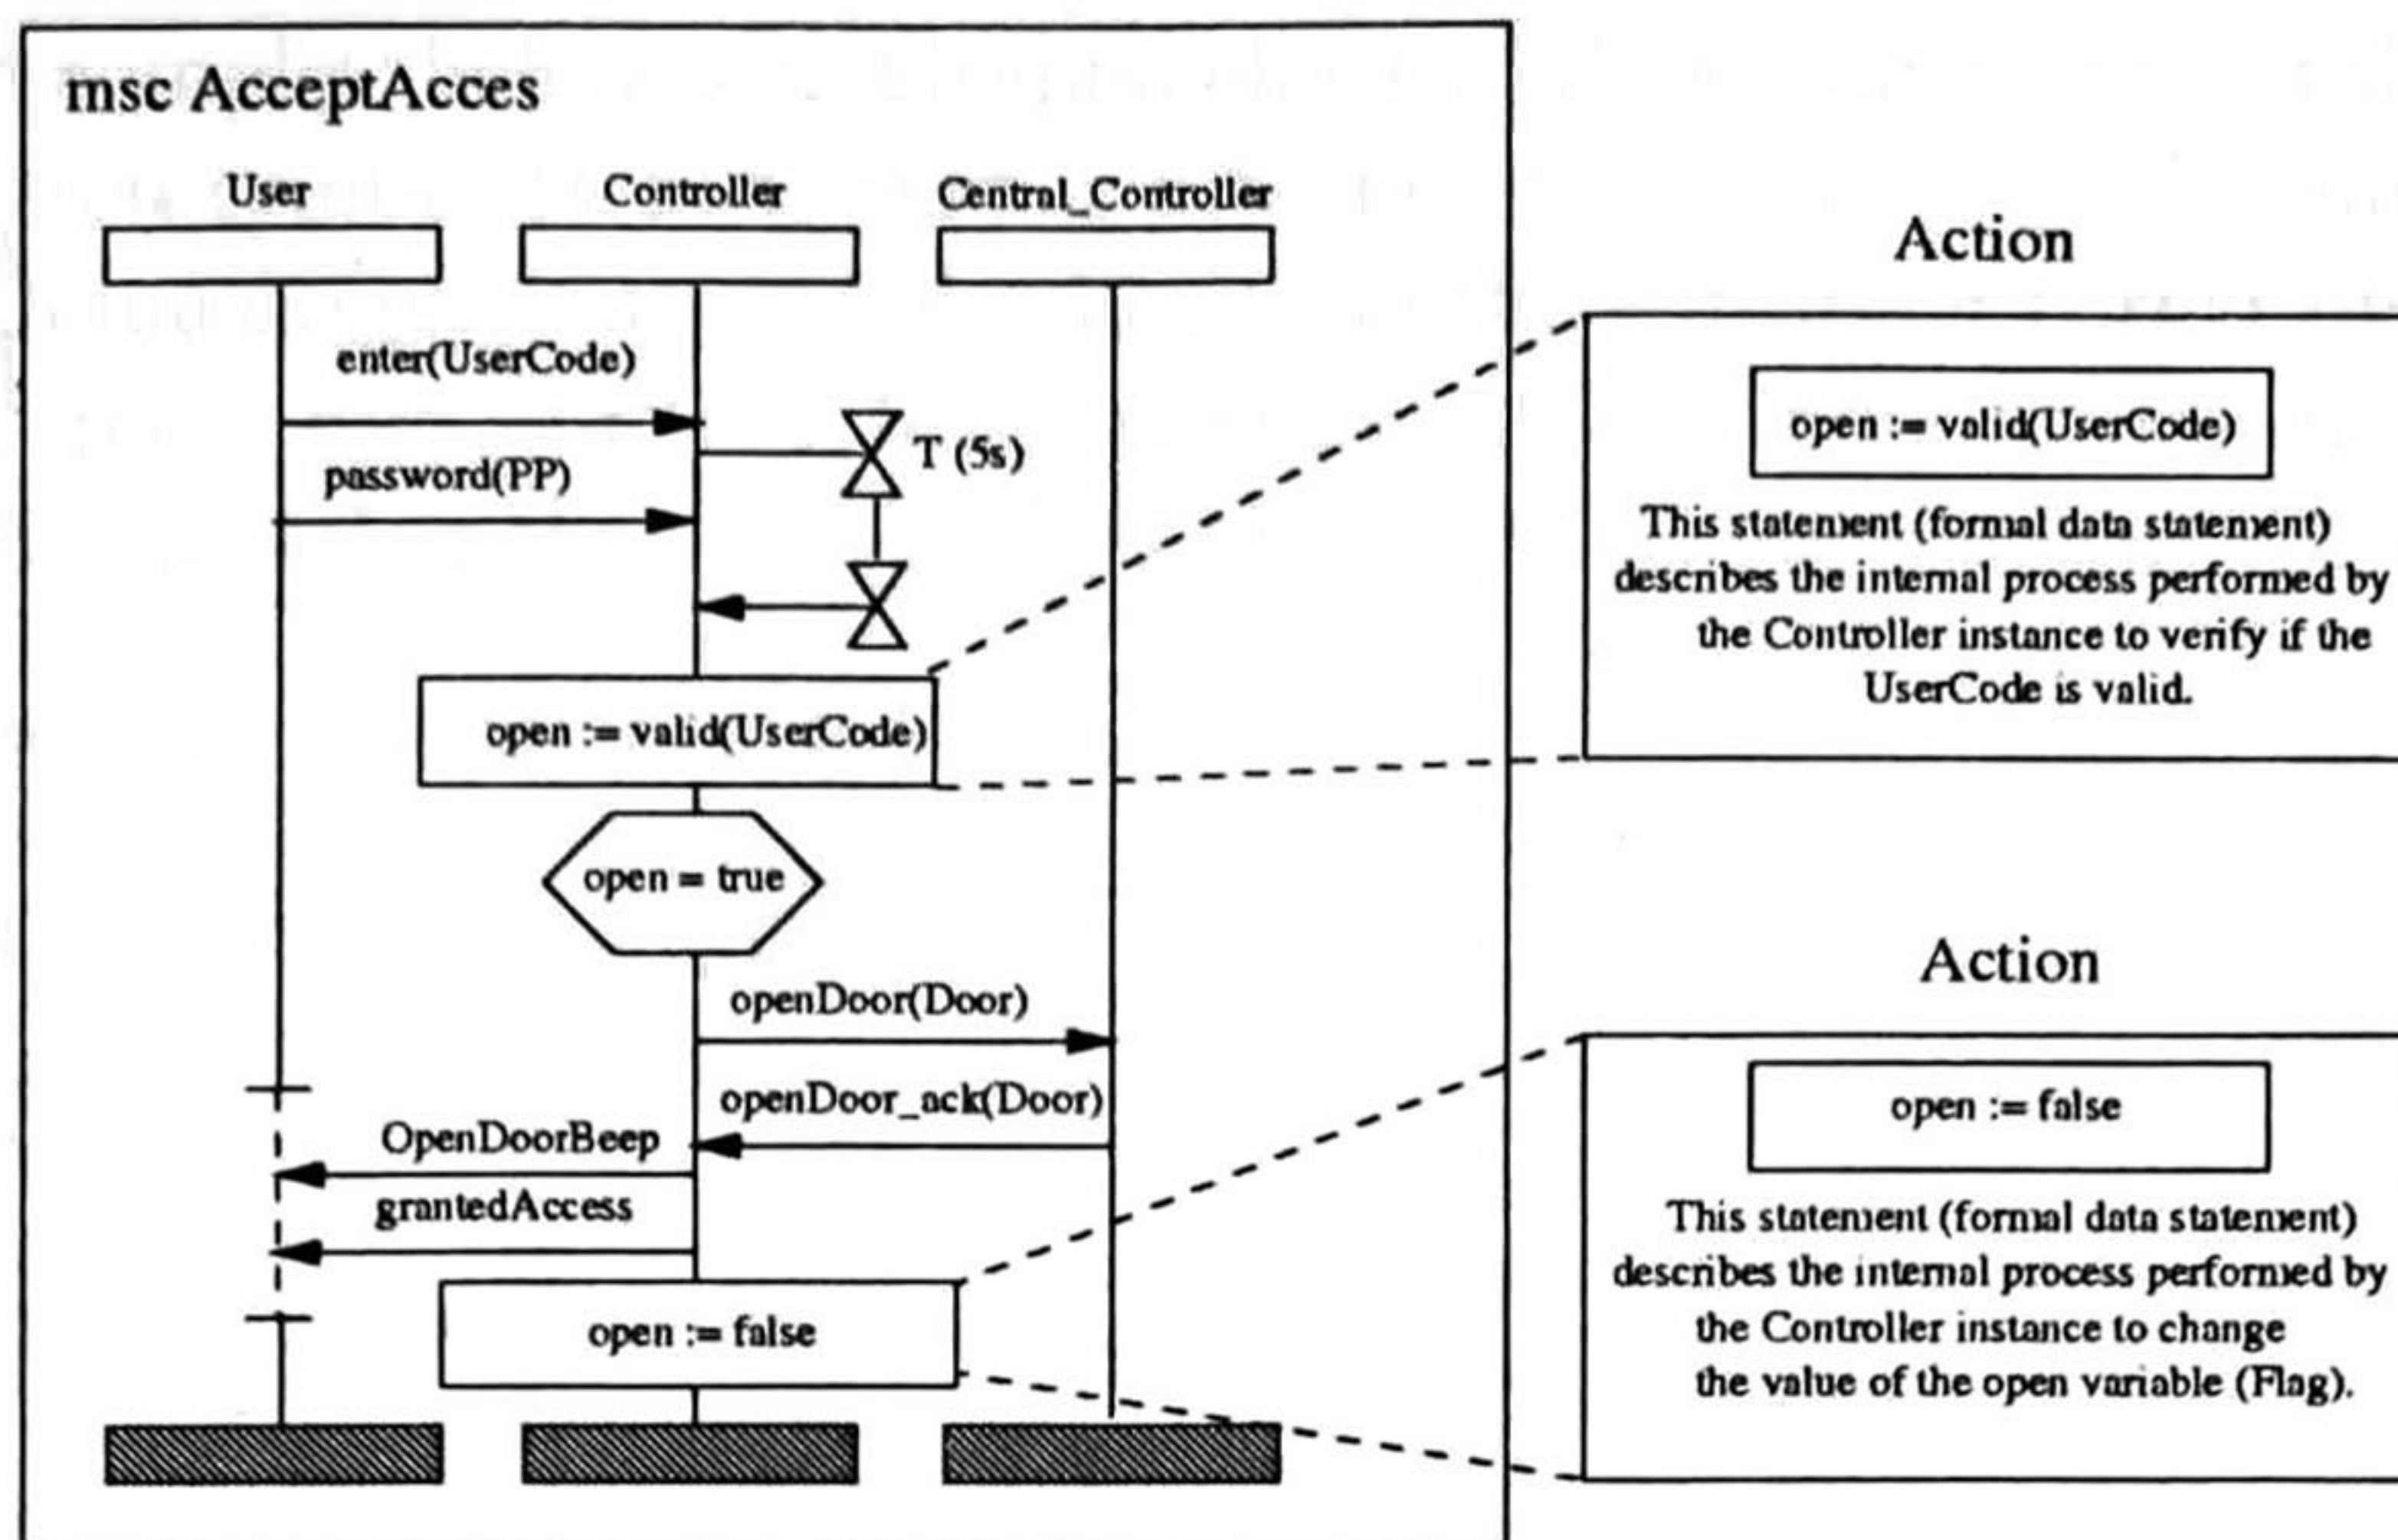 msc AcceptAcces
User
Controller
Central_Controller
enter(UserCode)
T (5s)
password(PP)
open := valid(UserCode)
open = true
openDoor(Door)
openDoor_ack(Door)
OpenDoorBeep
grantedAccess
open := false
Action
open := valid(UserCode)
This statement (formal data statement)
describes the internal process performed by
the Controller instance to verify if the
UserCode is valid.
Action
open := false
This statement (formal data statement)
describes the internal process performed by
the Controller instance to change
the value of the open variable (Flag).